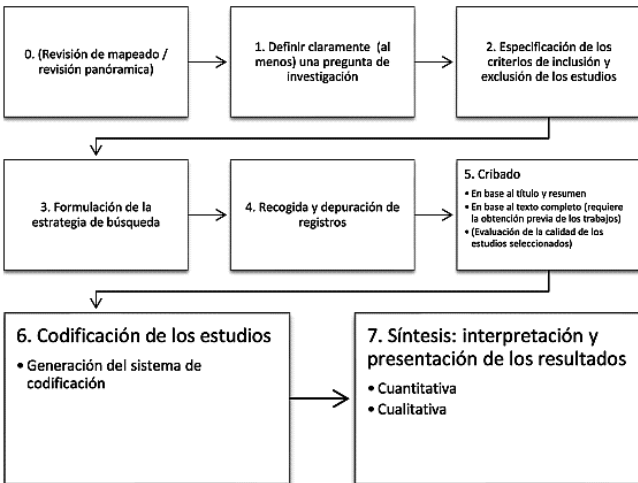 0. (Revisión de mapeado /
revisión panóramica)
1. Definir claramente (al
menos) una pregunta de
investigación
2. Especificación de los
criterios de inclusión y
exclusión de los estudios
3. Formulación de la
estrategia de búsqueda
4. Recogida y depuración de
registros
5. Cribado
• En base al título y resumen
• En base al texto completo (requiere
la obtención previa de los trabajos)
• (Evaluación de la calidad de los
estudios seleccionados)
6. Codificación de los estudios
• Generación del sistema de
codificación
7. Síntesis: interpretación y
presentación de los resultados
• Cuantitativa
• Cualitativa